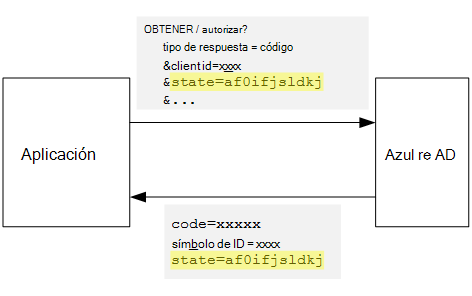 OBTENER / autorizar?
tipo de respuesta = código
&client id=xxxx
&state=af0ifjsldkj
&...
Aplicación
Azul re AD
code=xxxxx
símbolo de ID = xxxx
state=af0ifjsldkj